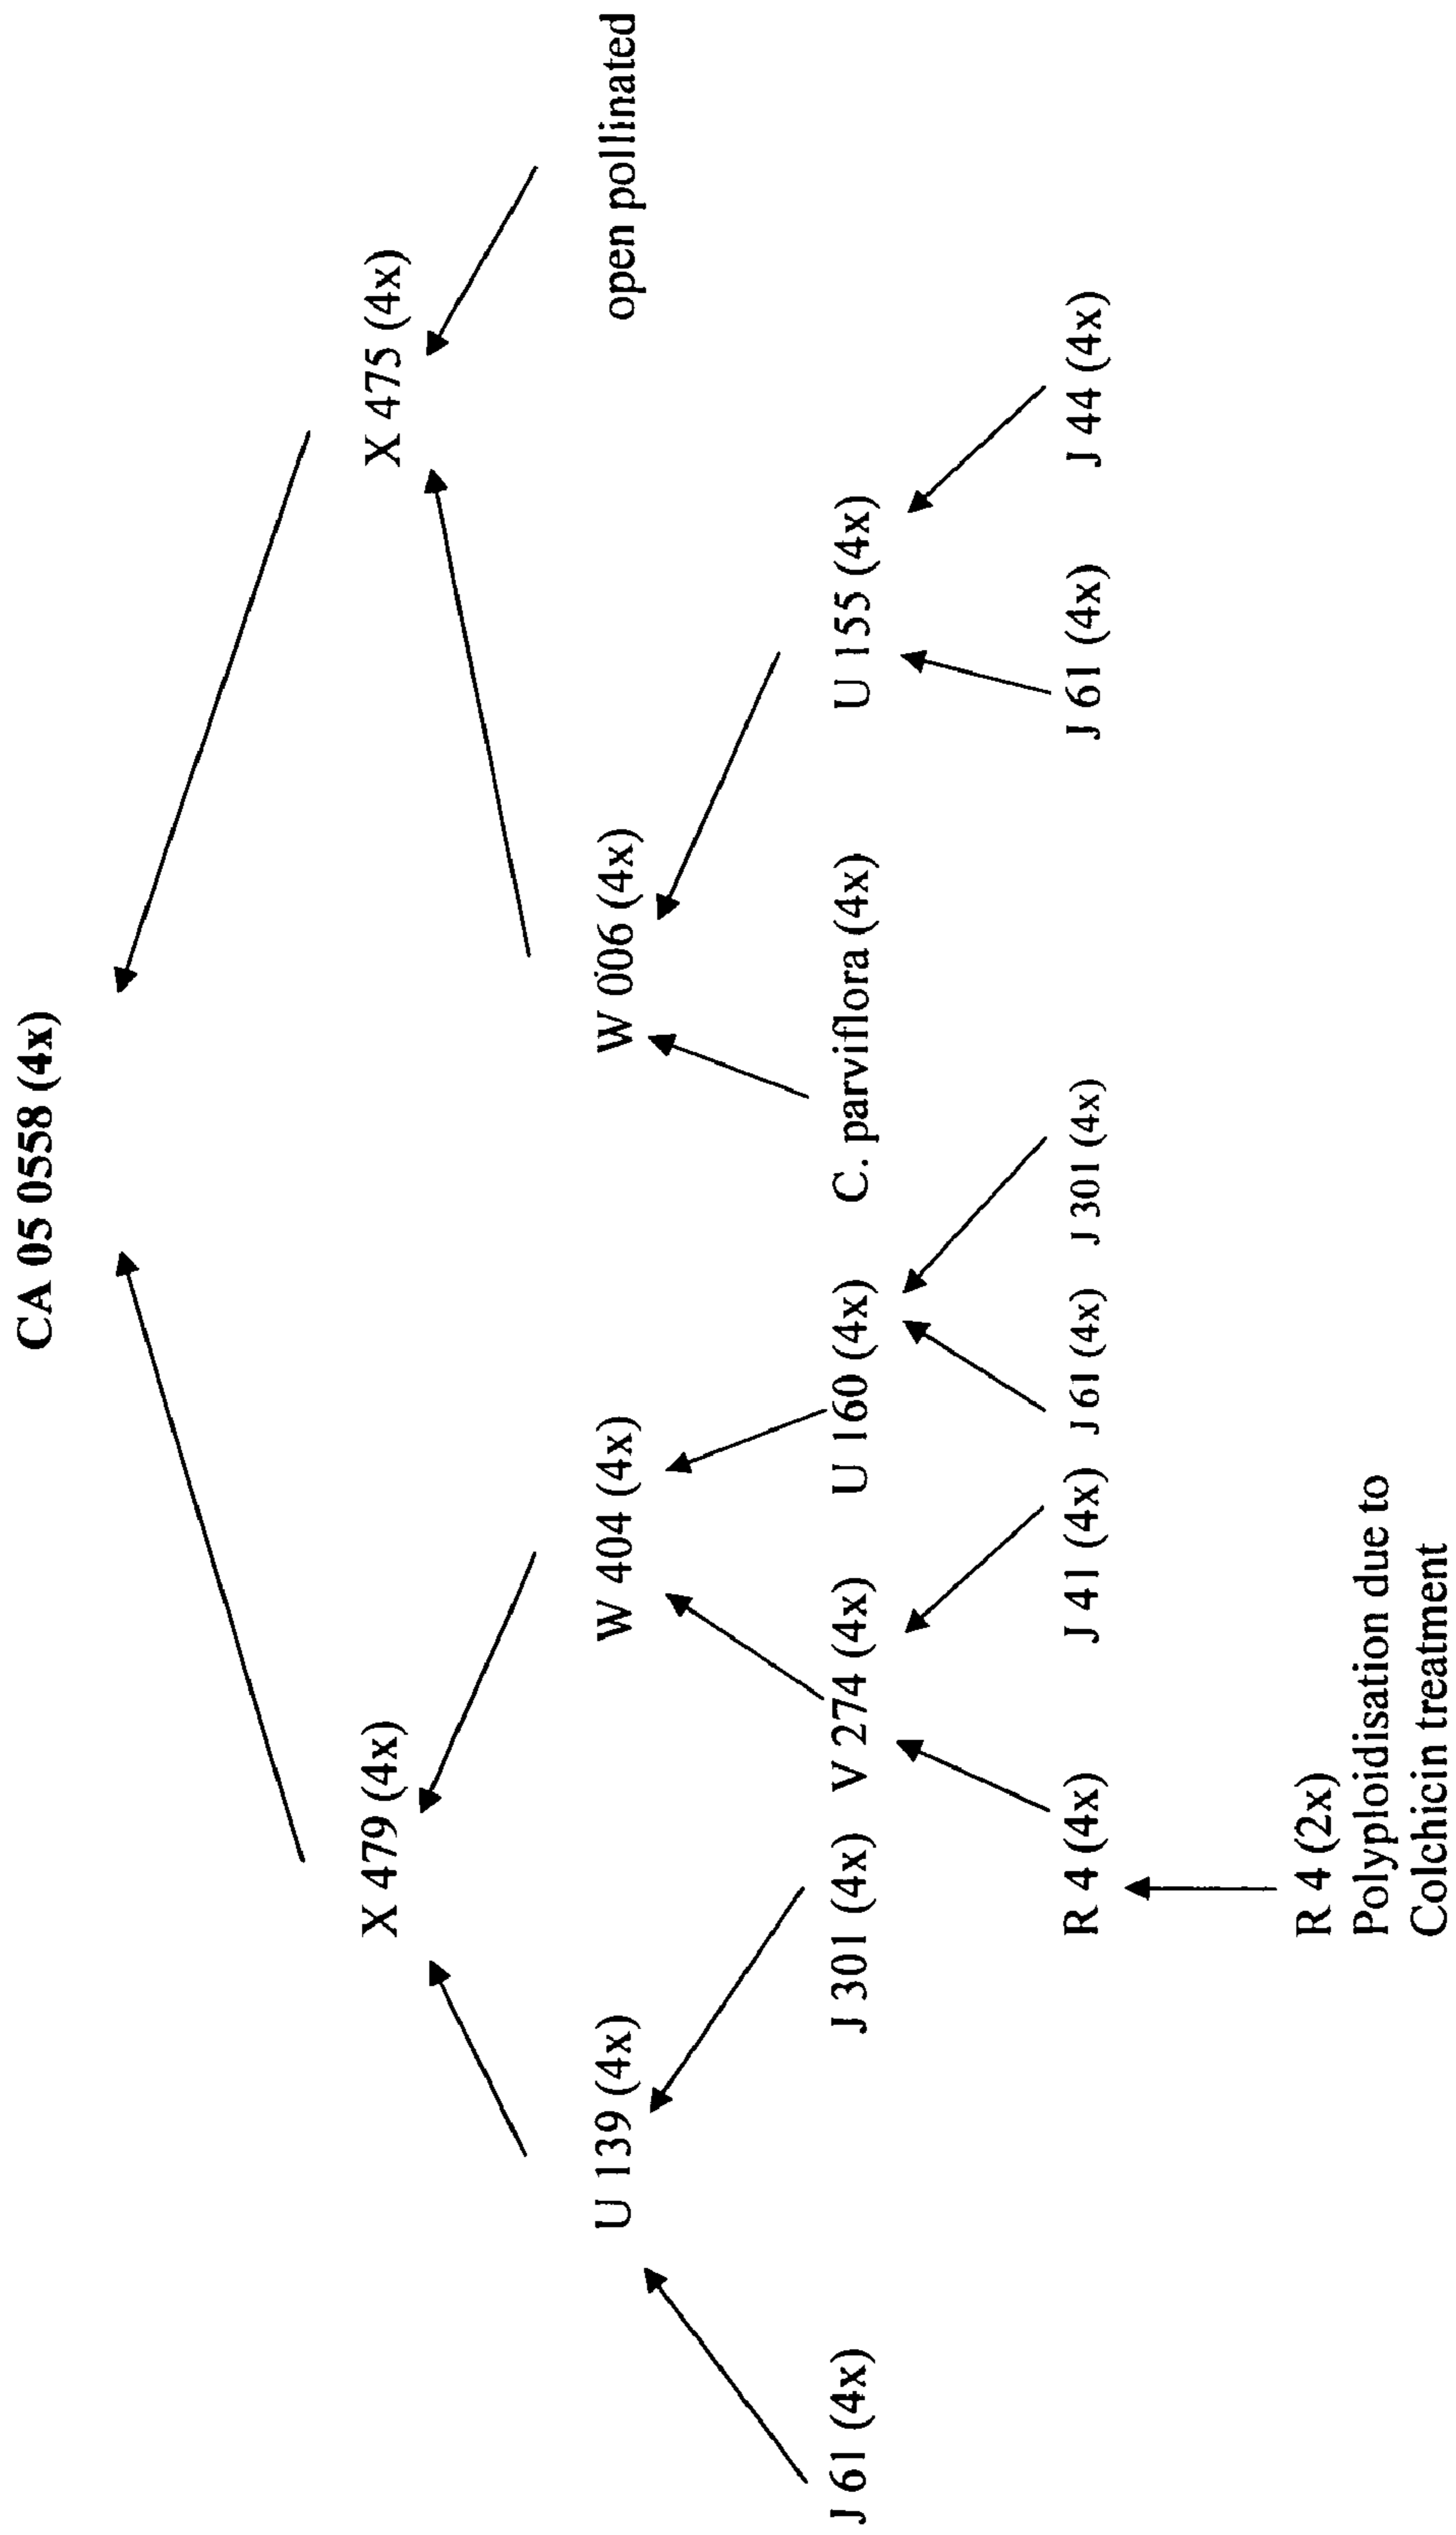 CA 05 0558 (4x)
X 479 (4x)
X 475 (4x)
U 139 (4x)
W 404 (4x)
W 006 (4x)
open pollinated
J 61 (4x)
J 301 (4x)
V 274 (4x)
U 160 (4x)
C. parviflora (4x)
U 155 (4x)
R 4 (4x)
J 41 (4x)
J 61 (4x)
J 301 (4x)
J 61 (4x)
J 44 (4x)
R 4 (2x)
Polyploidisation due to
Colchicin treatment